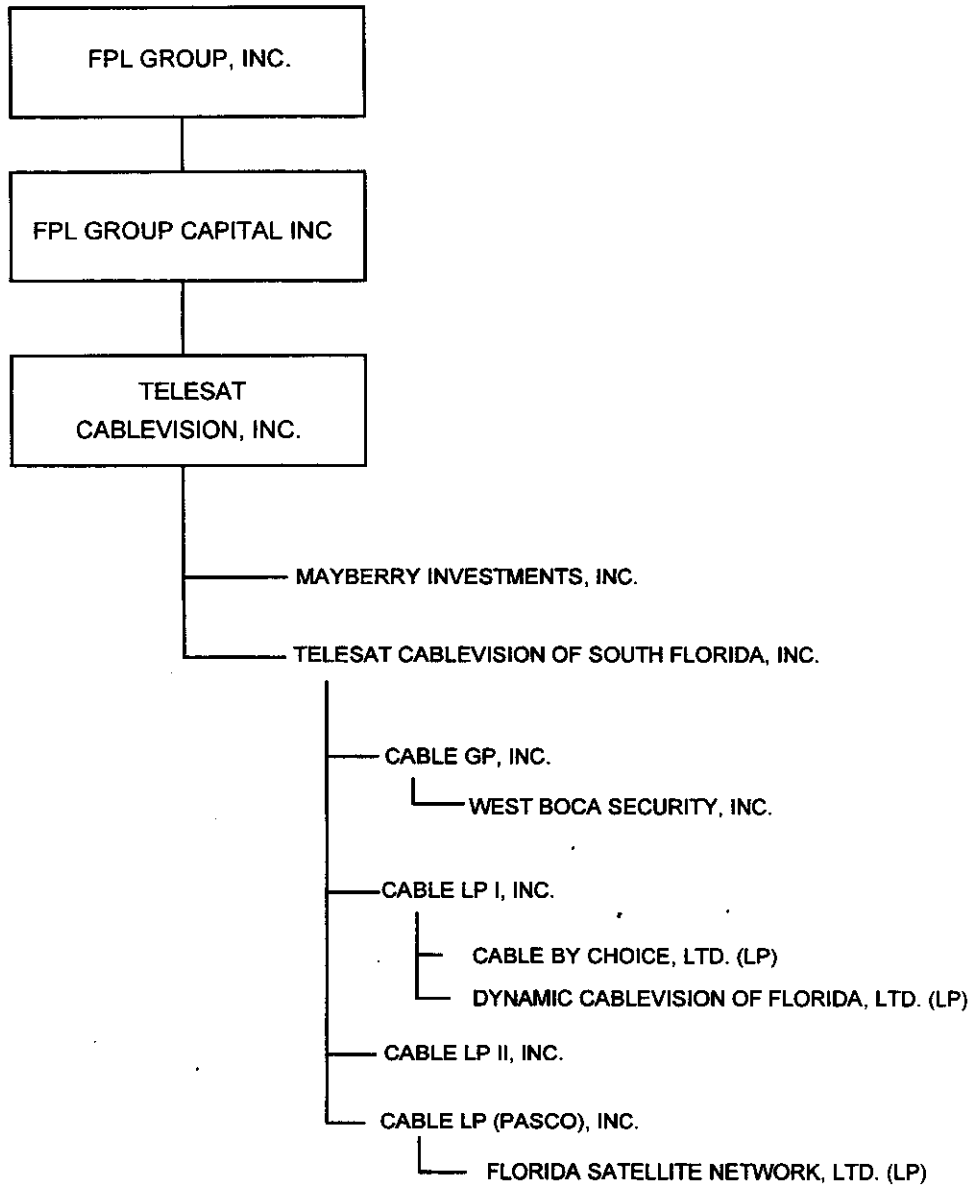 FPL GROUP, INC.
FPL GROUP CAPITAL INC
TELESAT
CABLEVISION, INC.
MAYBERRY INVESTMENTS, INC.
TELESAT CABLEVISION OF SOUTH FLORIDA, INC.
CABLE GP, INC.
WEST BOCA SECURITY, INC.
CABLE LP I, INC.
CABLE BY CHOICE, LTD. (LP)
DYNAMIC CABLEVISION OF FLORIDA, LTD. (LP)
CABLE LP II, INC.
CABLE LP (PASCO), INC.
FLORIDA SATELLITE NETWORK, LTD. (LP)